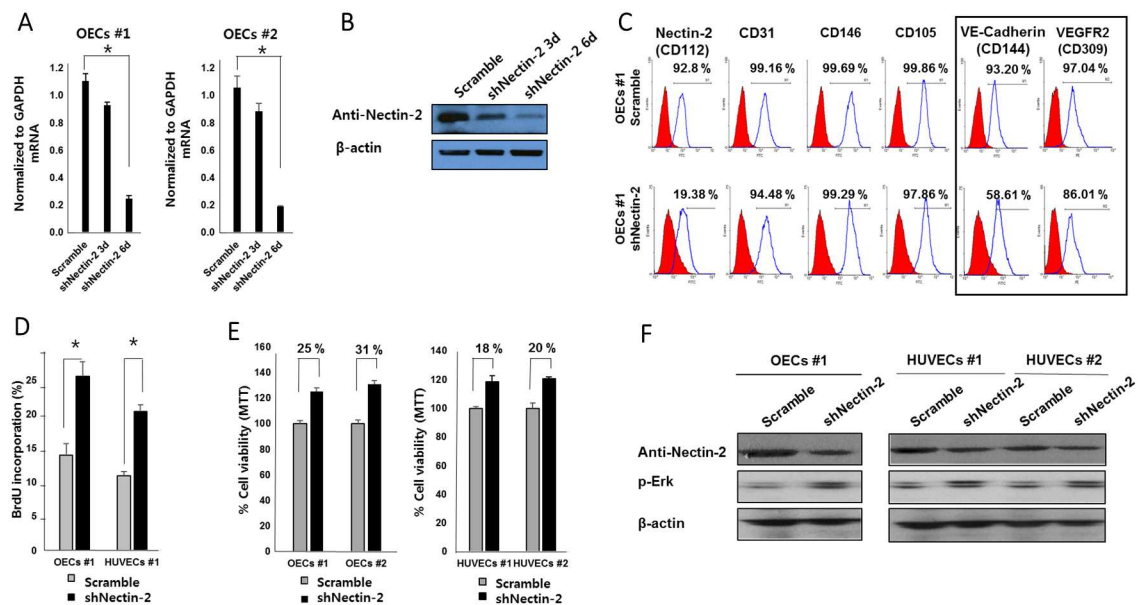 A
OECs #1
OECs #2
*
*
Normalized to GAPDH
mRNA
1.2
1.0
0.8
0.6
0.4
0.2
0.0
Scramble
shNectin-2 3d
shNectin-2 6d
Normalized to GAPDH
mRNA
1.2
1.0
0.8
0.6
0.4
0.2
0.0
Scramble
shNectin-2 3d
shNectin-2 6d
B
Scramble
shNectin-2 3d
shNectin-2 6d
Anti-Nectin-2
β-actin
C
Nectin-2
(CD112)
CD31
CD146
CD105
VE-Cadherin
(CD144)
VEGFR2
(CD309)
OECs #1
Scramble
92.8 %
99.16 %
99.69 %
99.86 %
93.20 %
97.04 %
OECs #1
shNectin-2
19.38 %
94.48 %
99.29 %
97.86 %
58.61 %
86.01 %
D
*
*
BrdU incorporation (%)
25
20
15
10
5
0
OECs #1
HUVECs #1
Scramble
shNectin-2
E
25 %
31 %
% Cell viability (MTT)
160
140
120
100
80
60
40
20
0
OECs #1
OECs #2
Scramble
shNectin-2
18 %
20 %
% Cell viability (MTT)
140
120
100
80
60
40
20
0
HUVECs #1
HUVECs #2
Scramble
shNectin-2
F
OECs #1
HUVECs #1
HUVECs #2
Scramble
shNectin-2
Scramble
shNectin-2
Scramble
shNectin-2
Anti-Nectin-2
p-Erk
β-actin